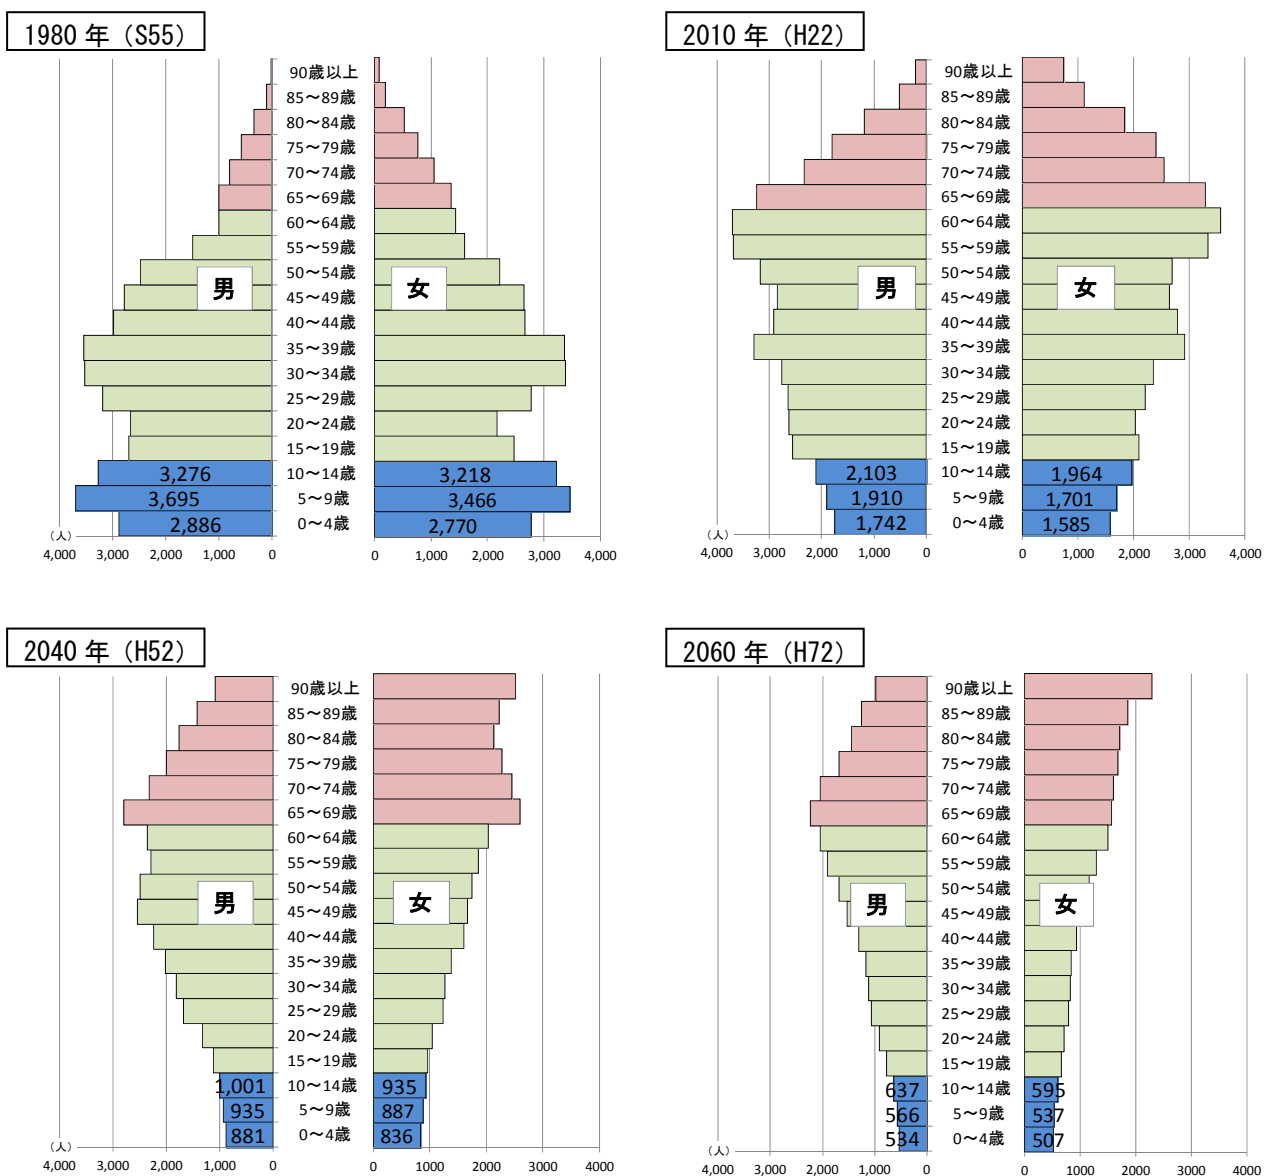 1980 年（S55）
90歳以上
85～89歳
80～84歳
75～79歳
70～74歳
65～69歳
60～64歳
55～59歳
50～54歳
男
女
45～49歳
40～44歳
35～39歳
30～34歳
25～29歳
20～24歳
15～19歳
3,276 10～14歳 3,218
3,695 5～9歳 3,466
2,886 0～4歳 2,770
（人）
4,000 3,000 2,000 1,000 0 0 1,000 2,000 3,000 4,000
2010 年（H22）
90歳以上
85～89歳
80～84歳
75～79歳
70～74歳
65～69歳
60～64歳
55～59歳
50～54歳
男
女
45～49歳
40～44歳
35～39歳
30～34歳
25～29歳
20～24歳
15～19歳
2,103 10～14歳 1,964
1,910 5～9歳 1,701
1,742 0～4歳 1,585
（人）
4,000 3,000 2,000 1,000 0 0 1,000 2,000 3,000 4,000
2040 年（H52）
90歳以上
85～89歳
80～84歳
75～79歳
70～74歳
65～69歳
60～64歳
55～59歳
50～54歳
男
女
45～49歳
40～44歳
35～39歳
30～34歳
25～29歳
20～24歳
15～19歳
1,001 10～14歳 935
935 5～9歳 887
881 0～4歳 836
（人）
4,000 3,000 2,000 1,000 0 0 1000 2000 3000 4000
2060 年（H72）
90歳以上
85～89歳
80～84歳
75～79歳
70～74歳
65～69歳
60～64歳
55～59歳
50～54歳
男
女
45～49歳
40～44歳
35～39歳
30～34歳
25～29歳
20～24歳
15～19歳
637 10～14歳 595
566 5～9歳 537
534 0～4歳 507
（人）
4,000 3,000 2,000 1,000 0 0 1000 2000 3000 4000